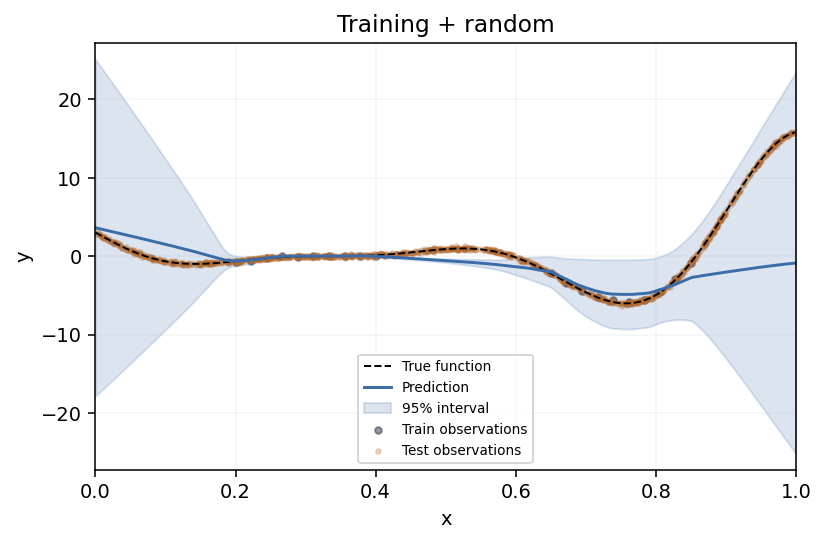 Training + random
20
10
0
−10
−20
y
True function
Prediction
95% interval
Train observations
Test observations
0.0 0.2 0.4 0.6 0.8 1.0
x